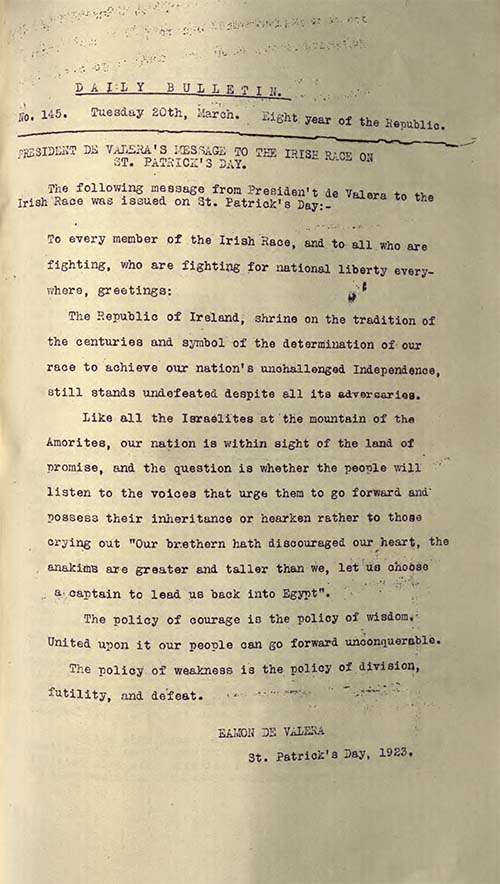 DAILY BULLETIN.
No. 145. Tuesday 20th, March. Eight year of the Republic.
PRESIDENT DE VALERA'S MESSAGE TO THE IRISH RACE ON
ST. PATRICK'S DAY.
The following message from Presiden't de Valera to the
Irish Race was issued on St. Patrick's Day:-
To every member of the Irish Race, and to all who are
fighting, who are fighting for national liberty every-
where, greetings:
The Republic of Ireland, shrine on the tradition of
the centuries and symbol of the determination of our
race to achieve our nation's unchallenged Independence,
still stands undefeated despite all its adversaries.
Like all the Israelites at the mountain of the
Amorites, our nation is within sight of the land of
promise, and the question is whether the people will
listen to the voices that urge them to go forward and
possess their inheritance or hearken rather to those
crying out "Our brethern hath discouraged our heart, the
anakims are greater and taller than we, let us choose
a captain to lead us back into Egypt".
The policy of courage is the policy of wisdom.
United upon it our people can go forward unconquerable.
The policy of weakness is the policy of division,
futility, and defeat.
EAMON DE VALERA
St. Patrick's Day, 1923.